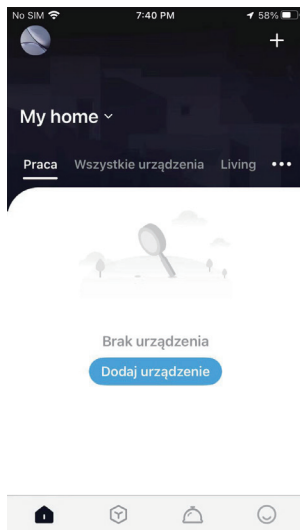 No SIM 7:40 PM 58%
+
My home
Praca Wszystkie urządzenia Living •••
Brak urządzenia
Dodaj urządzenie